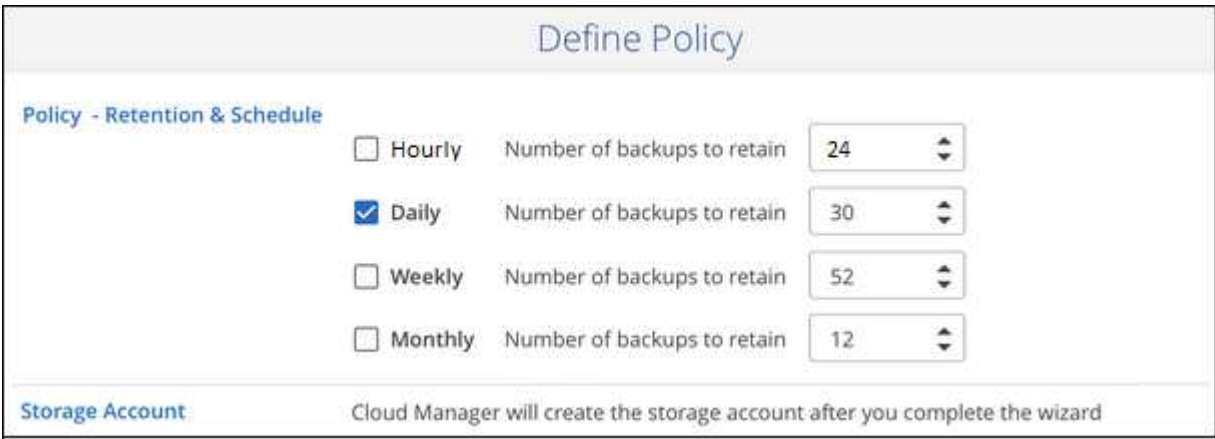 Define Policy
Policy - Retention & Schedule
Hourly Number of backups to retain 24
Daily Number of backups to retain 30
Weekly Number of backups to retain 52
Monthly Number of backups to retain 12
Storage Account Cloud Manager will create the storage account after you complete the wizard